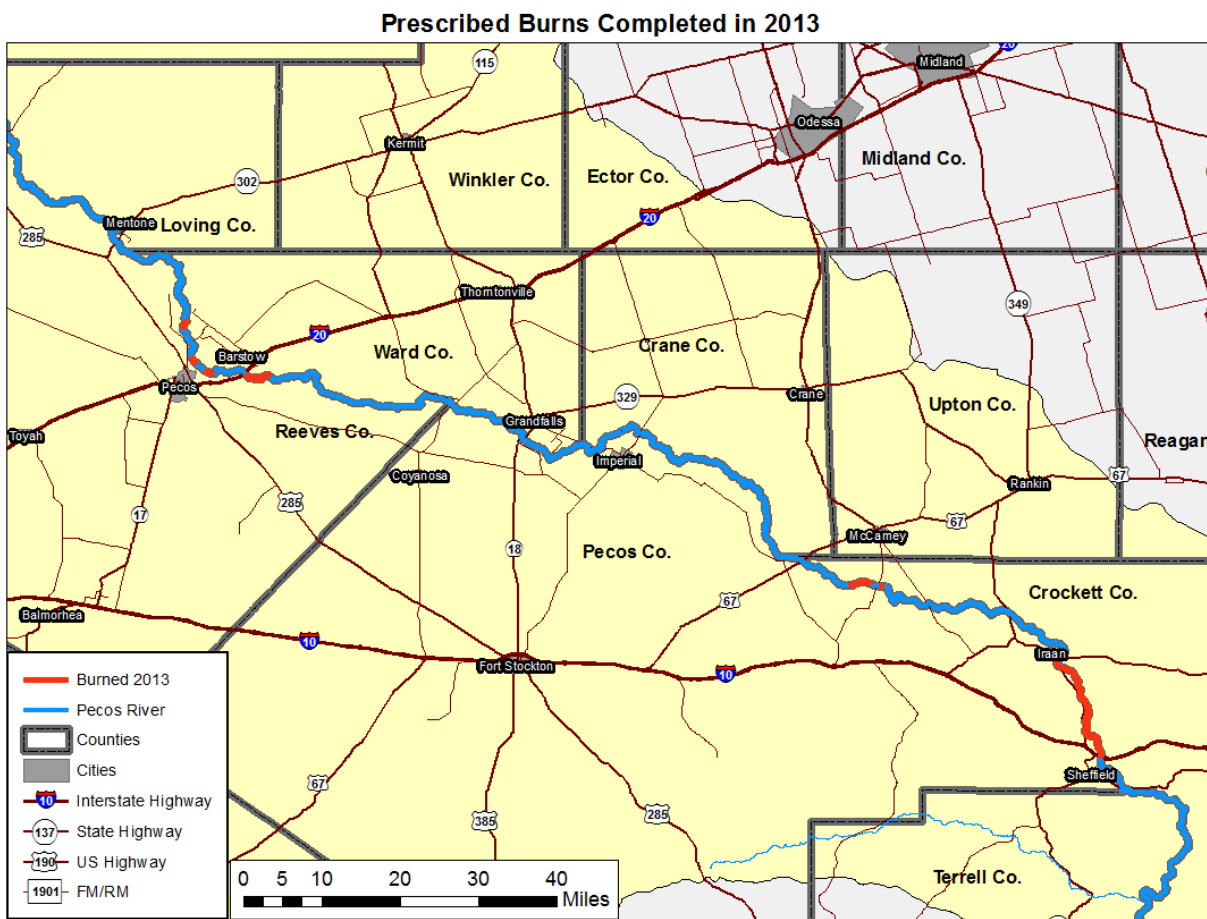 Prescribed Burns Completed in 2013
20
Midland
115
Odessa
Kermit
Midland Co.
Winkler Co.
Ector Co.
302
20
Mentone
Loving Co.
285
Thorntonville
349
20
Barstow
Ward Co.
Crane Co.
Pecos
Crane
329
Upton Co.
Grandfalls
Toyah
Reeves Co.
Reagan
Imperial
Coyanosa
67
Rankin
285
17
67
McCamey
18
Pecos Co.
Crockett Co.
67
Balmorhea
10
Iraan
Fort Stockton
10
Sheffield
67
385
285
Terrell Co.
Burned 2013
Pecos River
Counties
Cities
10 Interstate Highway
137 State Highway
190 US Highway
1901 FM/RM
0 5 10 20 30 40
Miles